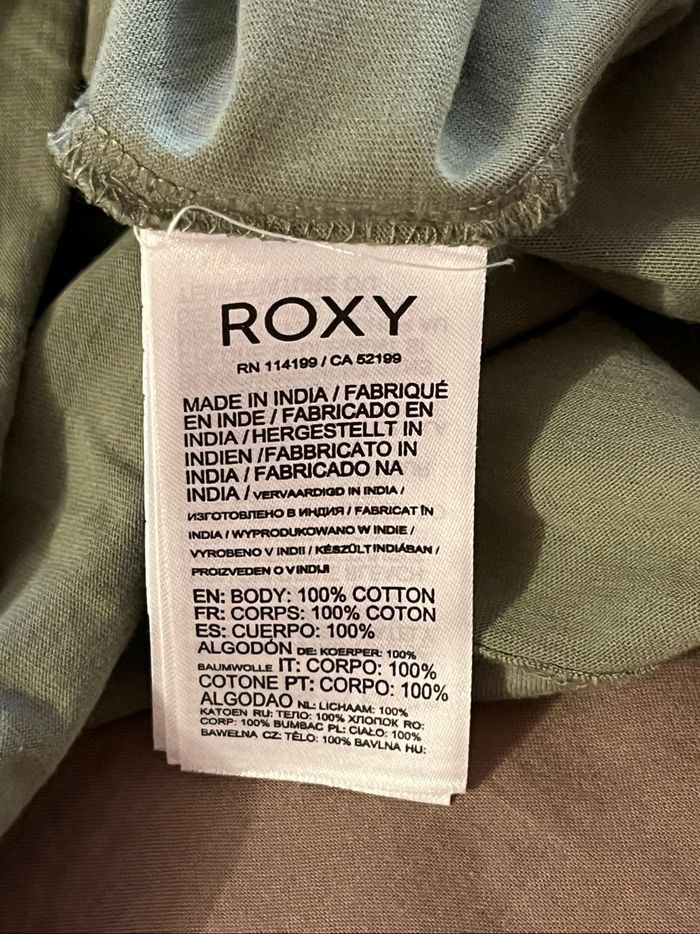 ROXY
RN 114199 / CA 52199
MADE IN INDIA / FABRIQUÉ
EN INDE / FABRICADO EN
INDIA / HERGESTELLT IN
INDIEN / FABBRICATO IN
INDIA / FABRICADO NA
INDIA / VERVAARDIGD IN INDIA /
ИЗГОТОВЛЕНО В ИНДИЯ / FABRICAT ÎN
INDIA / WYPRODUKOWANO W INDIE /
VYROBENO V INDII / KÉSZÜLT INDIÁBAN /
PROIZVEDEN O V INDIJI
EN: BODY: 100% COTTON
FR: CORPS: 100% COTON
ES: CUERPO: 100%
ALGODÓN DE: KOERPER: 100%
BAUMWOLLE IT: CORPO: 100%
COTONE PT: CORPO: 100%
ALGODAO NL: LICHAAM: 100%
KATOEN RU: ТЕЛО: 100% ХЛОПОК RO:
CORP: 100% BUMBAC PL: CIAŁO: 100%
BAWEŁNA CZ: TĚLO: 100% BAVLNA HU: